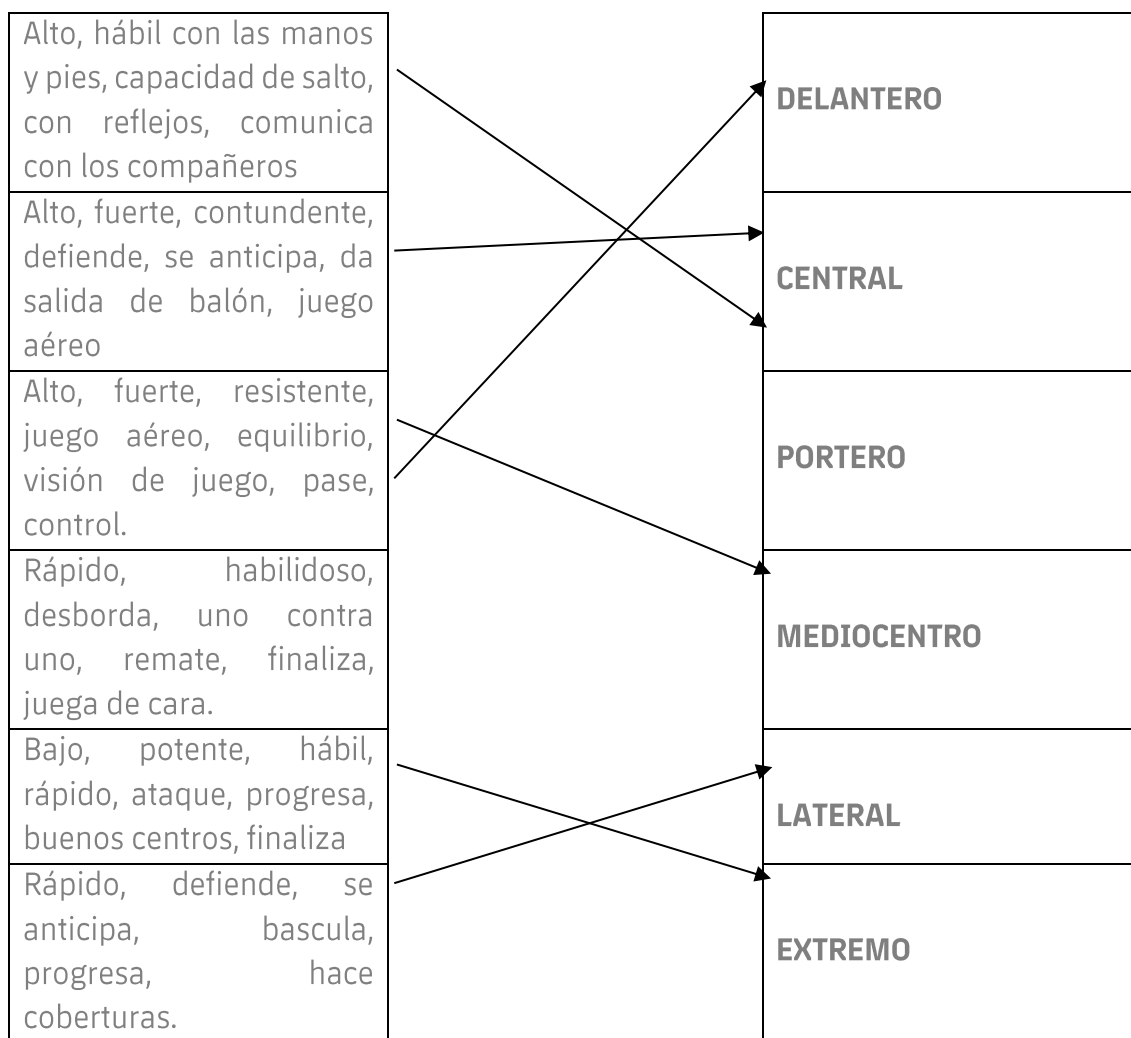 Alto, hábil con las manos
y pies, capacidad de salto,
con reflejos, comunica
con los compañeros
DELANTERO
Alto, fuerte, contundente,
defiende, se anticipa, da
salida de balón, juego
aéreo
CENTRAL
Alto, fuerte, resistente,
juego aéreo, equilibrio,
visión de juego, pase,
control.
PORTERO
Rápido, habilidoso,
desborda, uno contra
uno, remate, finaliza,
juega de cara.
MEDIOCENTRO
Bajo, potente, hábil,
rápido, ataque, progresa,
buenos centros, finaliza
LATERAL
Rápido, defiende, se
anticipa, bascula,
progresa, hace
coberturas.
EXTREMO